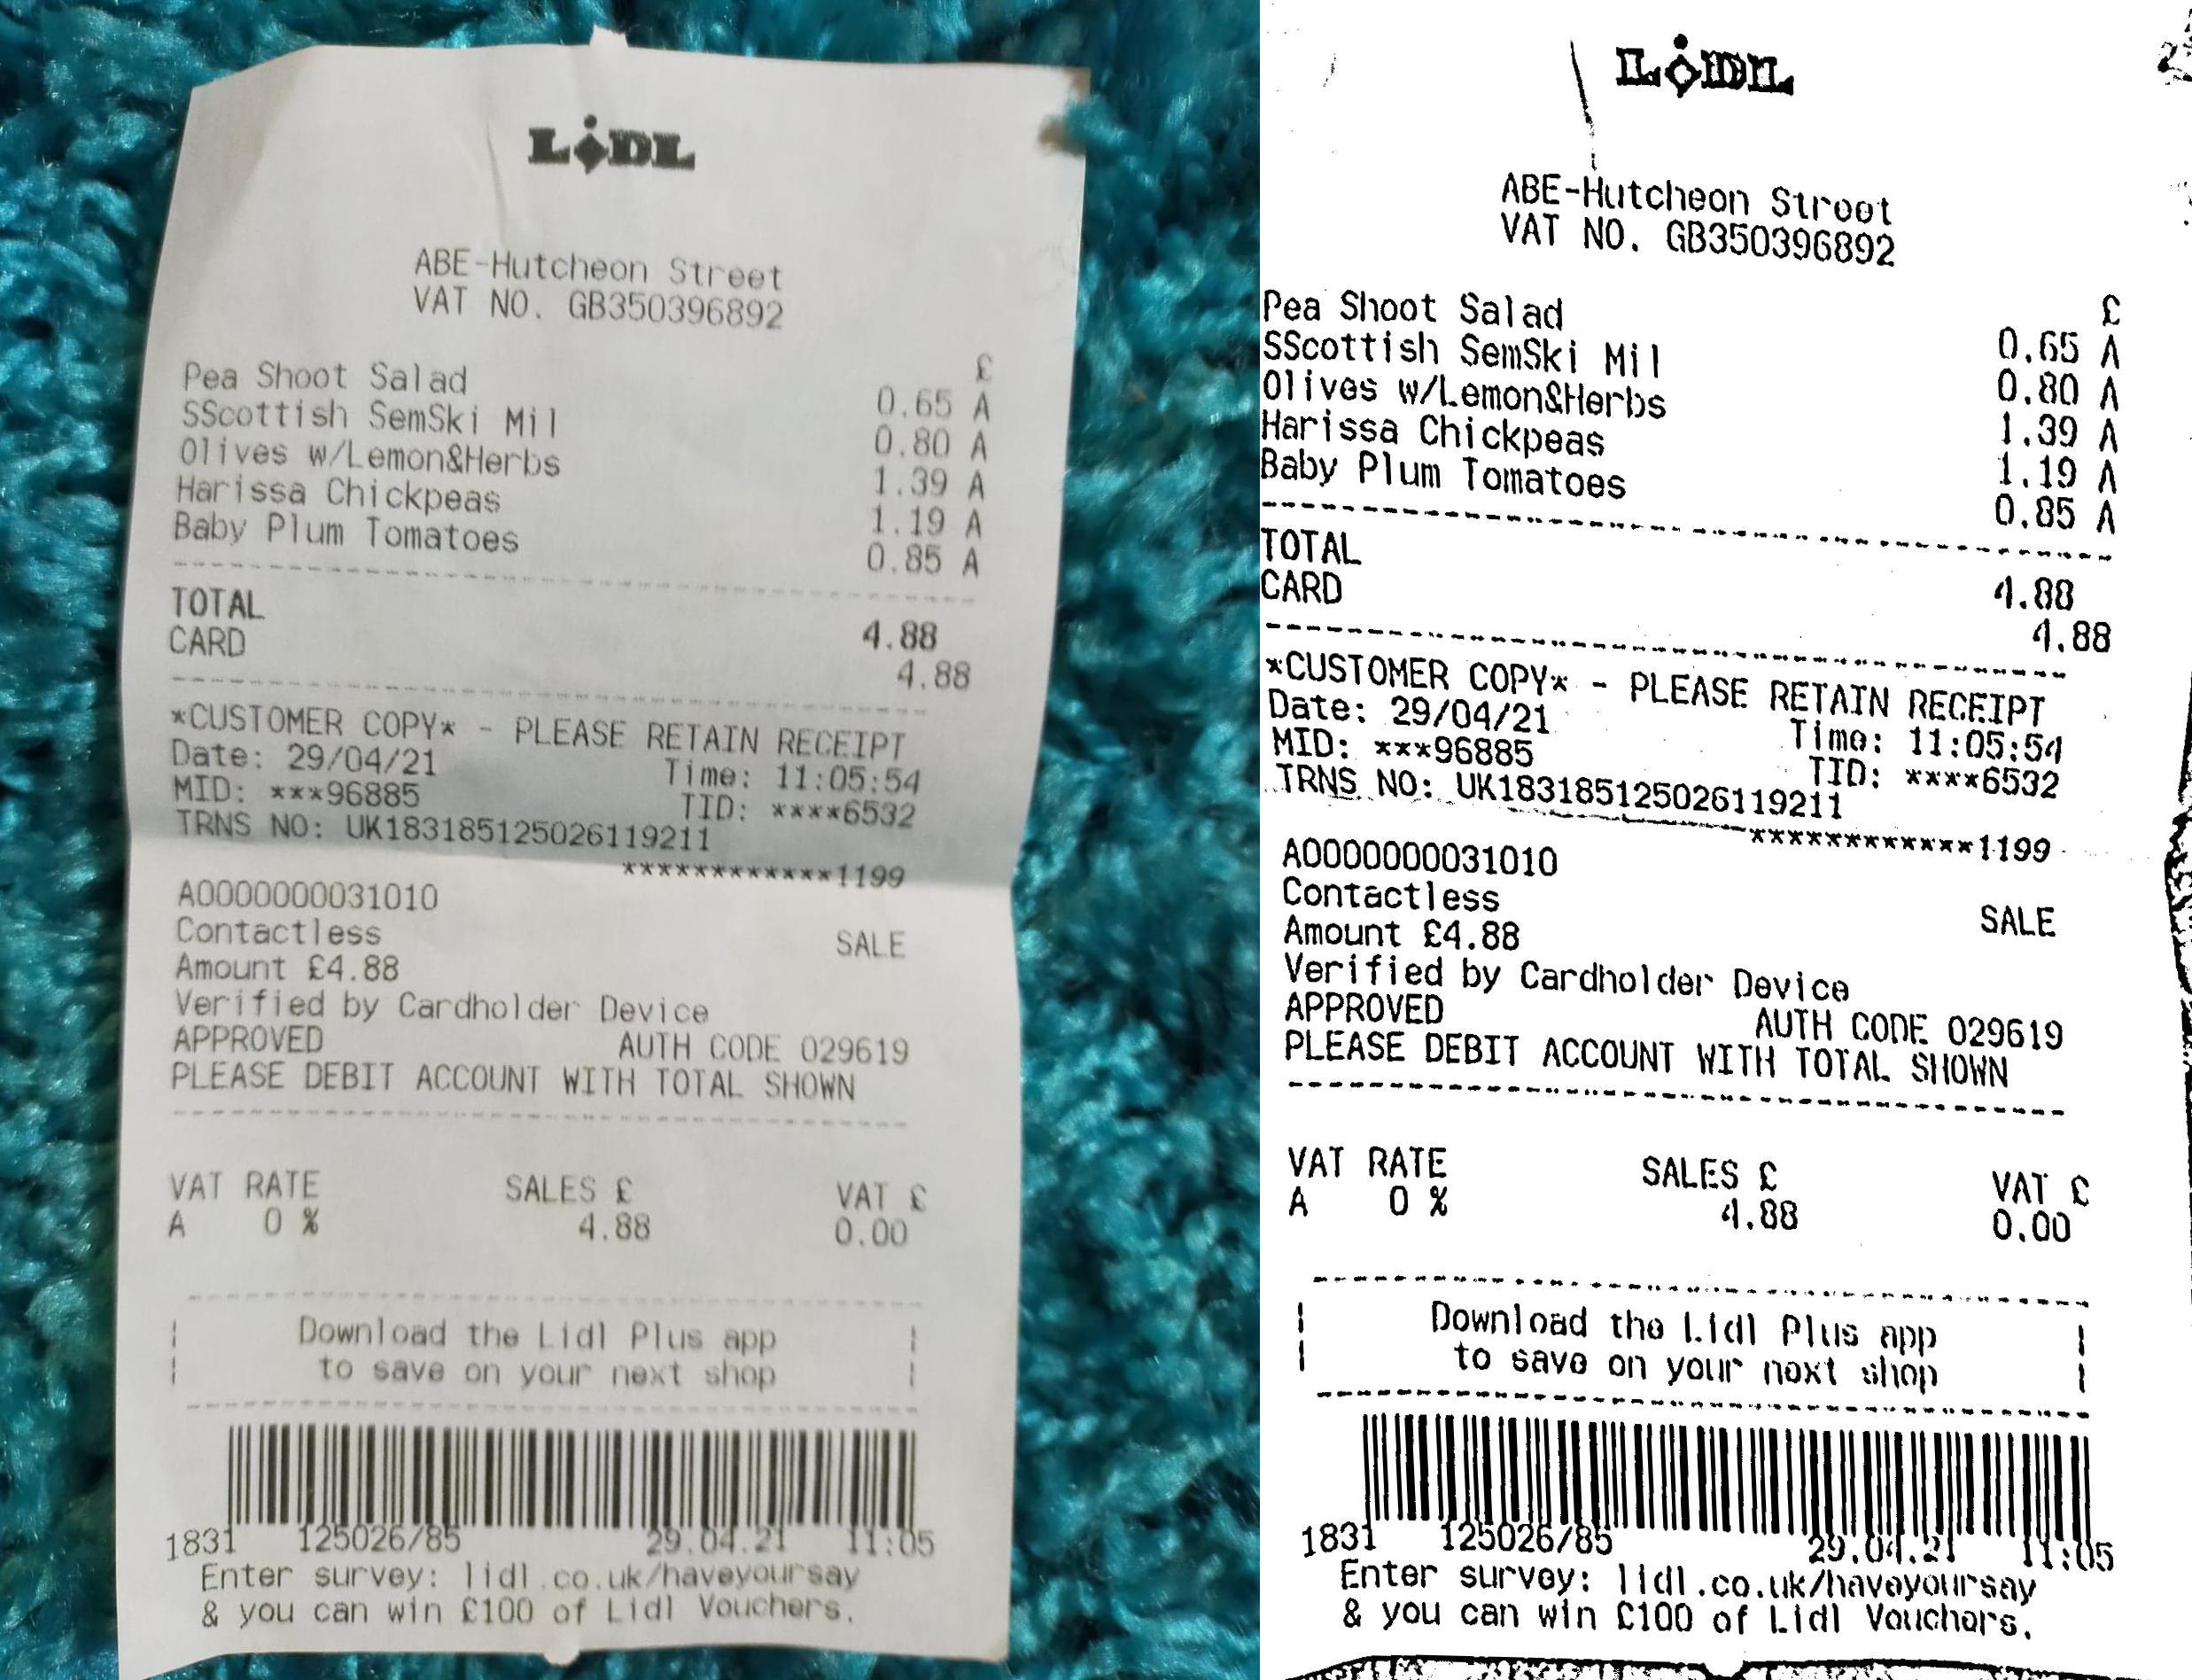 LiDL
ABE-Hutcheon Street
VAT NO. GB350396892
£
Pea Shoot Salad 0.65 A
SScottish SemSki Mil 0.80 A
Olives w/Lemon&Herbs 1.39 A
Harissa Chickpeas 1.19 A
Baby Plum Tomatoes 0.85 A
TOTAL 4.88
CARD 4.88
*CUSTOMER COPY* - PLEASE RETAIN RECEIPT
Date: 29/04/21 Time: 11:05:54
MID: ***96885 TID: ****6532
TRNS NO: UK183185125026119211
************1199
A0000000031010
Contactless SALE
Amount £4.88
Verified by Cardholder Device
APPROVED AUTH CODE 029619
PLEASE DEBIT ACCOUNT WITH TOTAL SHOWN
VAT RATE SALES £ VAT £
A 0 % 4.88 0.00
Download the Lidl Plus app
to save on your next shop
1831 125026/85 29.04.21 11:05
Enter survey: lidl.co.uk/haveyoursay
& you can win £100 of Lidl Vouchers.
LiDL
ABE-Hutcheon Street
VAT NO. GB350396892
£
Pea Shoot Salad 0.65 A
SScottish SemSki Mil 0.80 A
Olives w/Lemon&Herbs 1.39 A
Harissa Chickpeas 1.19 A
Baby Plum Tomatoes 0.85 A
TOTAL 4.88
CARD 4.88
*CUSTOMER COPY* - PLEASE RETAIN RECEIPT
Date: 29/04/21 Time: 11:05:54
MID: ***96885 TID: ****6532
TRNS NO: UK183185125026119211
************1199
A0000000031010
Contactless SALE
Amount £4.88
Verified by Cardholder Device
APPROVED AUTH CODE 029619
PLEASE DEBIT ACCOUNT WITH TOTAL SHOWN
VAT RATE SALES £ VAT £
A 0 % 4.88 0.00
Download the Lidl Plus app
to save on your next shop
1831 125026/85 29.04.21 11:05
Enter survey: lidl.co.uk/haveyoursay
& you can win £100 of Lidl Vouchers.